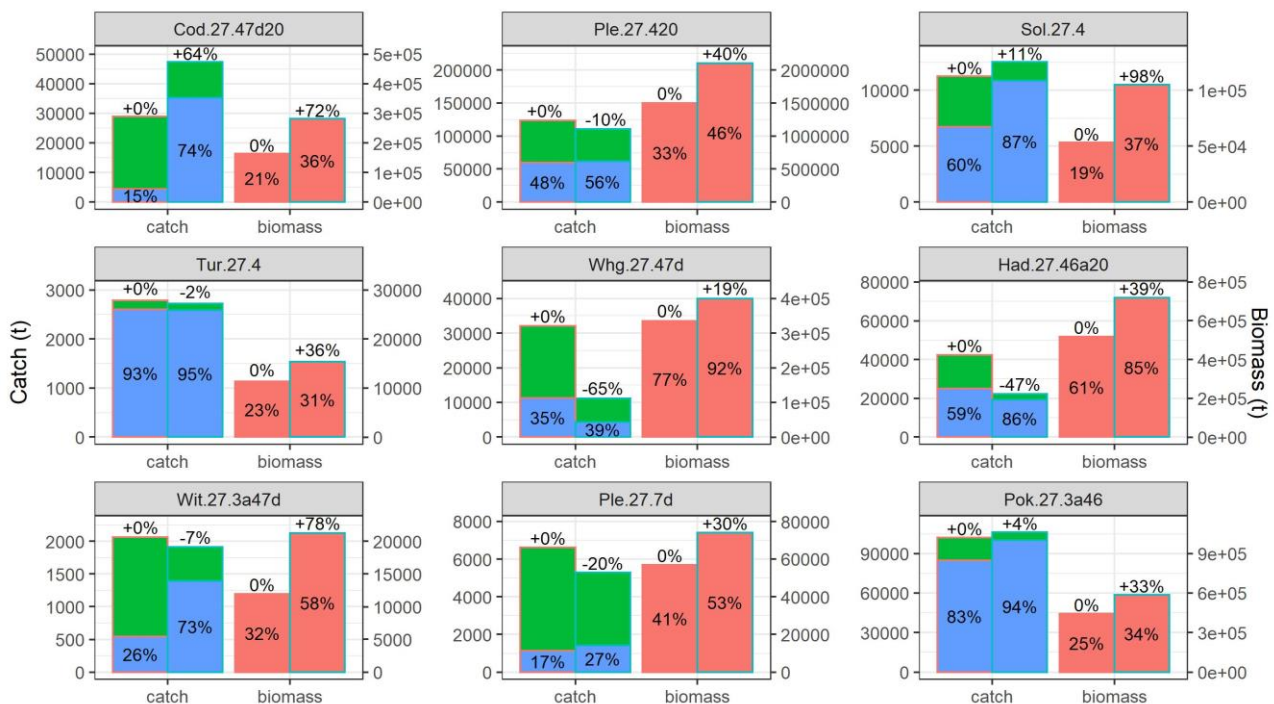 Cod.27.47d20
Ple.27.420
Sol.27.4
50000
40000
30000
20000
10000
0
+0%
+64%
0%
+72%
15%
74%
21%
36%
5e+05
4e+05
3e+05
2e+05
1e+05
0e+00
catch
biomass
200000
150000
100000
50000
0
+0%
-10%
0%
+40%
48%
56%
33%
46%
2000000
1500000
1000000
500000
0
catch
biomass
10000
5000
0
+0%
+11%
0%
+98%
60%
87%
19%
37%
1e+05
5e+04
0e+00
catch
biomass
Tur.27.4
Whg.27.47d
Had.27.46a20
Catch (t)
3000
2000
1000
0
+0%
-2%
0%
+36%
93%
95%
23%
31%
30000
20000
10000
0
catch
biomass
40000
30000
20000
10000
0
+0%
-65%
0%
+19%
35%
39%
77%
92%
4e+05
3e+05
2e+05
1e+05
0e+00
catch
biomass
80000
60000
40000
20000
0
+0%
-47%
0%
+39%
59%
86%
61%
85%
8e+05
6e+05
4e+05
2e+05
0e+00
catch
biomass
Biomass (t)
Wit.27.3a47d
Ple.27.7d
Pok.27.3a46
2000
1500
1000
500
0
+0%
-7%
0%
+78%
26%
73%
32%
58%
20000
15000
10000
5000
0
catch
biomass
8000
6000
4000
2000
0
+0%
-20%
0%
+30%
17%
27%
41%
53%
80000
60000
40000
20000
0
catch
biomass
90000
60000
30000
0
+0%
+4%
0%
+33%
83%
94%
25%
34%
9e+05
6e+05
3e+05
0e+00
catch
biomass